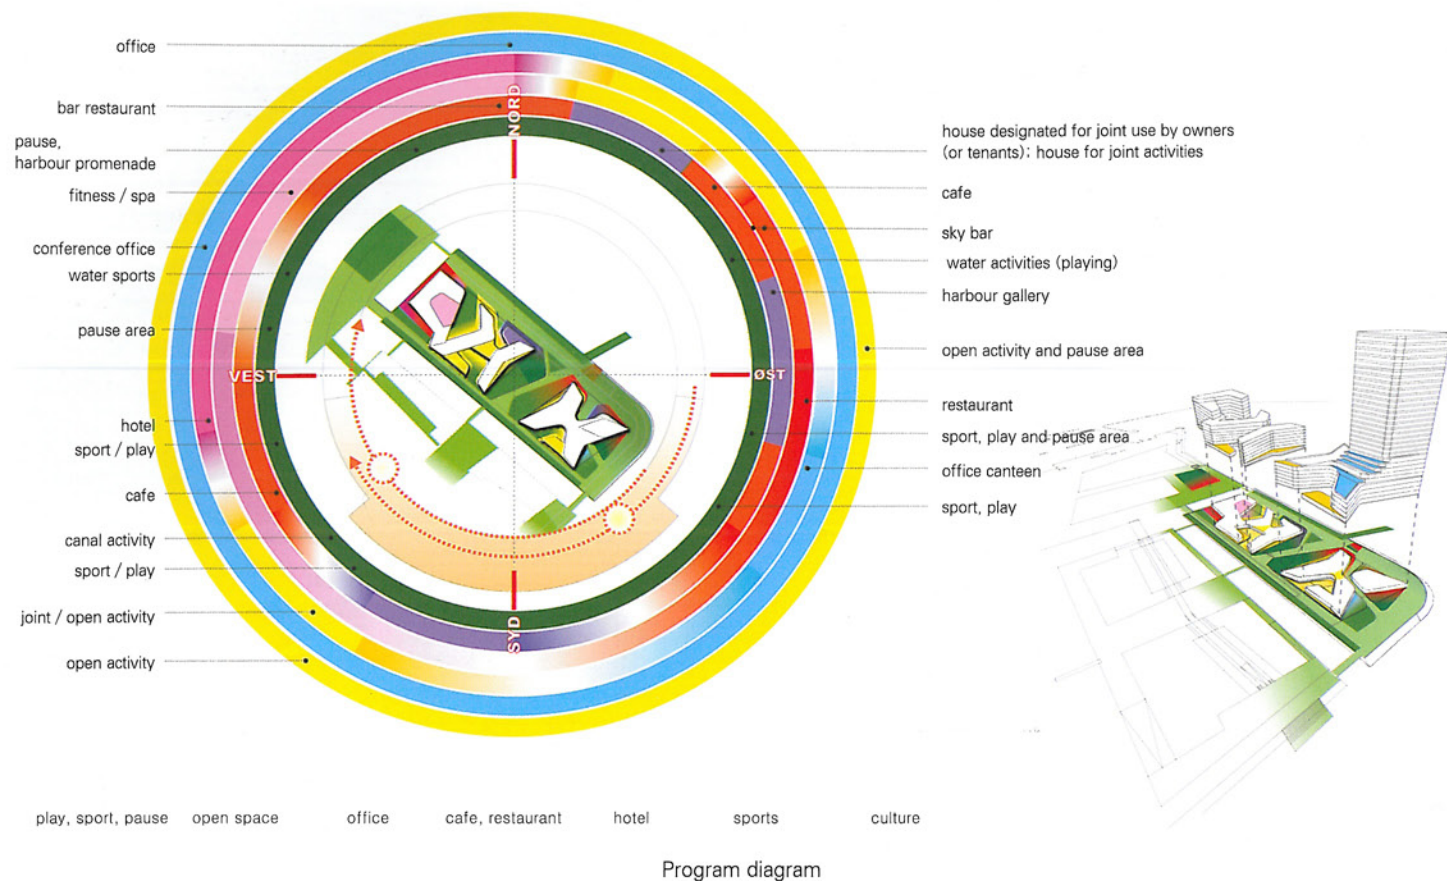 office
bar restaurant
pause,
harbour promenade
fitness / spa
conference office
water sports
pause area
hotel
sport / play
cafe
canal activity
sport / play
joint / open activity
open activity
NORD
VEST
ØST
SYD
house designated for joint use by owners
(or tenants); house for joint activities
cafe
sky bar
water activities (playing)
harbour gallery
open activity and pause area
restaurant
sport, play and pause area
office canteen
sport, play
play, sport, pause open space office cafe, restaurant hotel sports culture
Program diagram